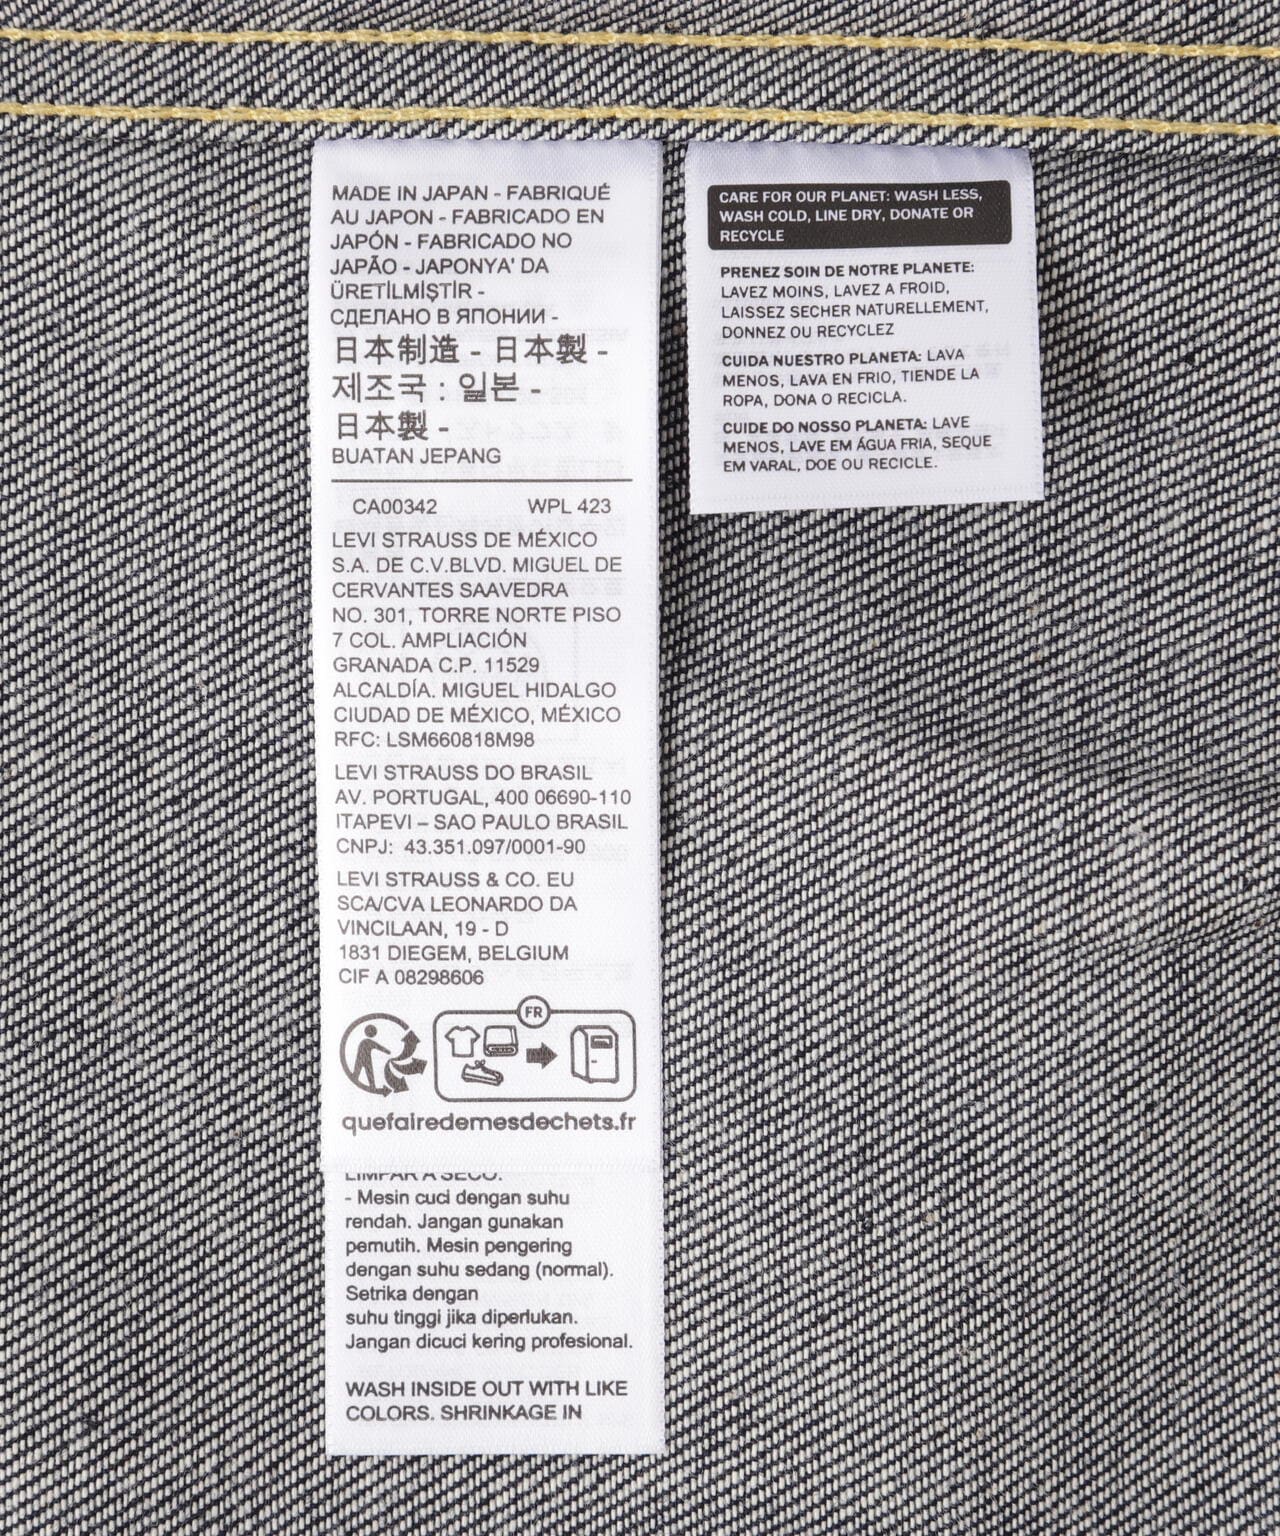 MADE IN JAPAN - FABRIQUÉ
AU JAPON - FABRICADO EN
JAPÓN - FABRICADO NO
JAPÃO - JAPONYA' DA
ÜRETİLMİŞTİR -
СДЕЛАНО В ЯПОНИИ -
日本制造 - 日本製 -
제조국 : 일본 -
日本製 -
BUATAN JEPANG
CA00342 WPL 423
LEVI STRAUSS DE MÉXICO
S.A. DE C.V.BLVD. MIGUEL DE
CERVANTES SAAVEDRA
NO. 301, TORRE NORTE PISO
7 COL. AMPLIACIÓN
GRANADA C.P. 11529
ALCALDÍA. MIGUEL HIDALGO
CIUDAD DE MÉXICO, MÉXICO
RFC: LSM660818M98
LEVI STRAUSS DO BRASIL
AV. PORTUGAL, 400 06690-110
ITAPEVI – SAO PAULO BRASIL
CNPJ: 43.351.097/0001-90
LEVI STRAUSS & CO. EU
SCA/CVA LEONARDO DA
VINCILAAN, 19 - D
1831 DIEGEM, BELGIUM
CIF A 08298606
FR
quefairedemesdechets.fr
LIMPAR A SECO.
- Mesin cuci dengan suhu
rendah. Jangan gunakan
pemutih. Mesin pengering
dengan suhu sedang (normal).
Setrika dengan
suhu tinggi jika diperlukan.
Jangan dicuci kering profesional.
WASH INSIDE OUT WITH LIKE
COLORS. SHRINKAGE IN
CARE FOR OUR PLANET: WASH LESS,
WASH COLD, LINE DRY, DONATE OR
RECYCLE
PRENEZ SOIN DE NOTRE PLANETE:
LAVEZ MOINS, LAVEZ A FROID,
LAISSEZ SECHER NATURELLEMENT,
DONNEZ OU RECYCLEZ
CUIDA NUESTRO PLANETA: LAVA
MENOS, LAVA EN FRIO, TIENDE LA
ROPA, DONA O RECICLA.
CUIDE DO NOSSO PLANETA: LAVE
MENOS, LAVE EM ÁGUA FRIA, SEQUE
EM VARAL, DOE OU RECICLE.